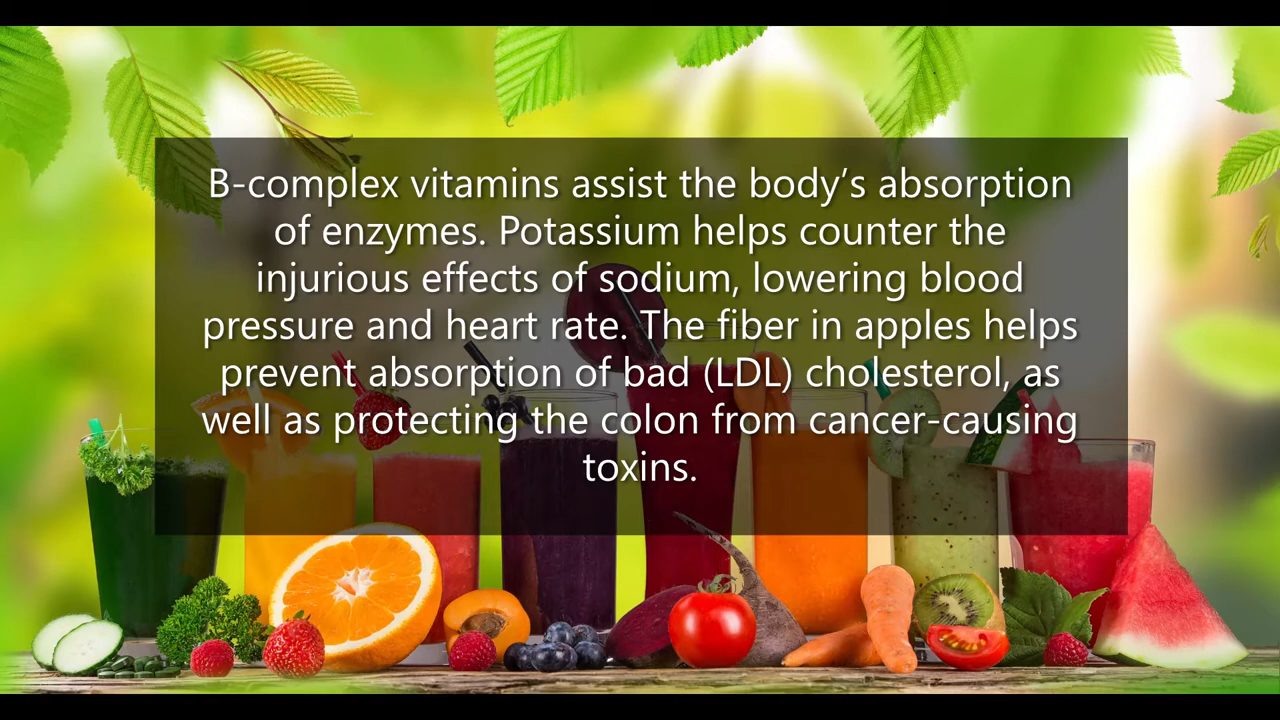 B-complex vitamins assist the body’s absorption
of enzymes. Potassium helps counter the
injurious effects of sodium, lowering blood
pressure and heart rate. The fiber in apples helps
prevent absorption of bad (LDL) cholesterol, as
well as protecting the colon from cancer-causing
toxins.